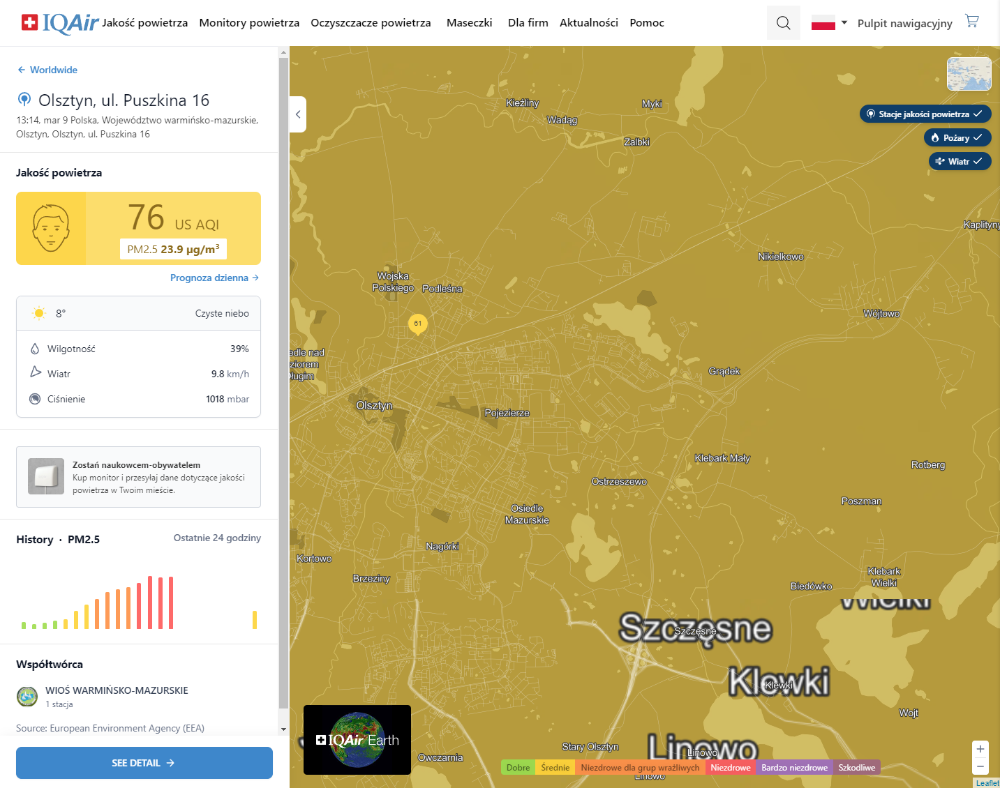 IQAir
Jakość powietrza
Monitory powietrza
Oczyszczacze powietrza
Maseczki
Dla firm
Aktualności
Pomoc
Pulpit nawigacyjny
Worldwide
Olsztyn, ul. Puszkina 16
13:14, mar 9 Polska, Województwo warmińsko-mazurskie,
Olsztyn, Olsztyn, ul. Puszkina 16
Jakość powietrza
76 US AQI
PM2.5 23.9 µg/m³
Prognoza dzienna
8°
Czyste niebo
Wilgotność 39%
Wiatr 9.8 km/h
Ciśnienie 1018 mbar
Zostań naukowcem-obywatelem
Kup monitor i przesyłaj dane dotyczące jakości
powietrza w Twoim mieście.
History · PM2.5
Ostatnie 24 godziny
Współtwórca
WIOŚ WARMIŃSKO-MAZURSKIE
1 stacja
Source: European Environment Agency (EEA)
SEE DETAIL
Stacje jakości powietrza
Pożary
Wiatr
Kieźliny
Myki
Wadąg
Zalbki
Kaplityny
Nikielkowo
Wojska
Polskiego
Podleśna
Wójtowo
61
edle nad
ziorem
ługim
Grądek
Olsztyn
Pojezierze
Klebark Mały
Rotberg
Ostrzeszewo
Poszman
Osiedle
Mazurskie
Nagórki
Kortowo
Brzeziny
Klebark
Wielki
Biedówko
Wielki
Szczęsne
Szczęsne
Klewki
Klewki
Wojt
IQAir Earth
Stary Olsztyn
Linowo
Linowo
Owczarnia
Linowo
Dobre
Średnie
Niezdrowe dla grup wrażliwych
Niezdrowe
Bardzo niezdrowe
Szkodliwe
+
−
Leaflet